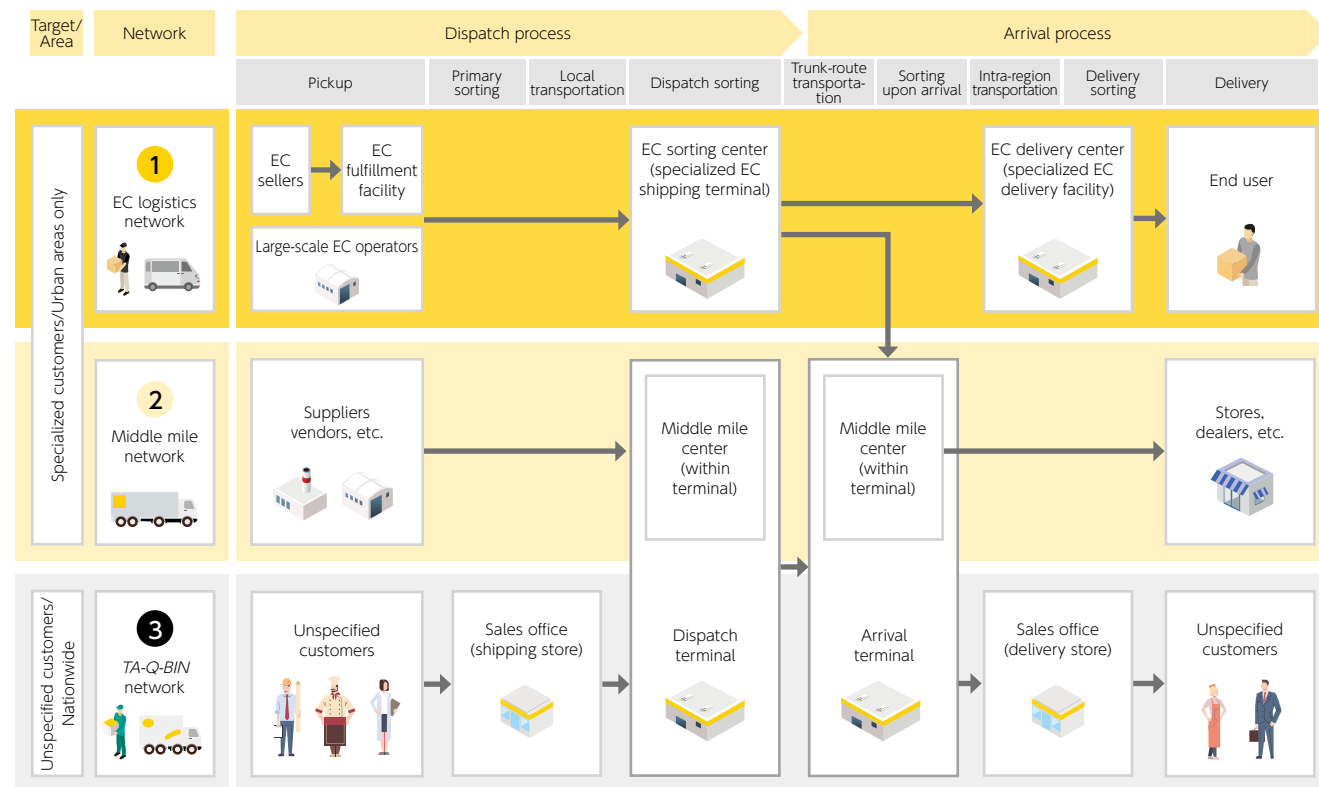 Target/
Area
Network
Dispatch process
Arrival process
Pickup
Primary
sorting
Local
transportation
Dispatch sorting
Trunk-route
transporta-
tion
Sorting
upon arrival
Intra-region
transportation
Delivery
sorting
Delivery
Specialized customers/Urban areas only
1
EC logistics
network
EC
sellers
EC
fulfillment
facility
Large-scale EC operators
EC sorting center
(specialized EC
shipping terminal)
EC delivery center
(specialized EC
delivery facility)
End user
2
Middle mile
network
Suppliers
vendors, etc.
Middle mile
center
(within
terminal)
Middle mile
center
(within
terminal)
Stores,
dealers, etc.
Unspecified customers/
Nationwide
3
TA-Q-BIN
network
Unspecified
customers
Sales office
(shipping store)
Dispatch
terminal
Arrival
terminal
Sales office
(delivery store)
Unspecified
customers